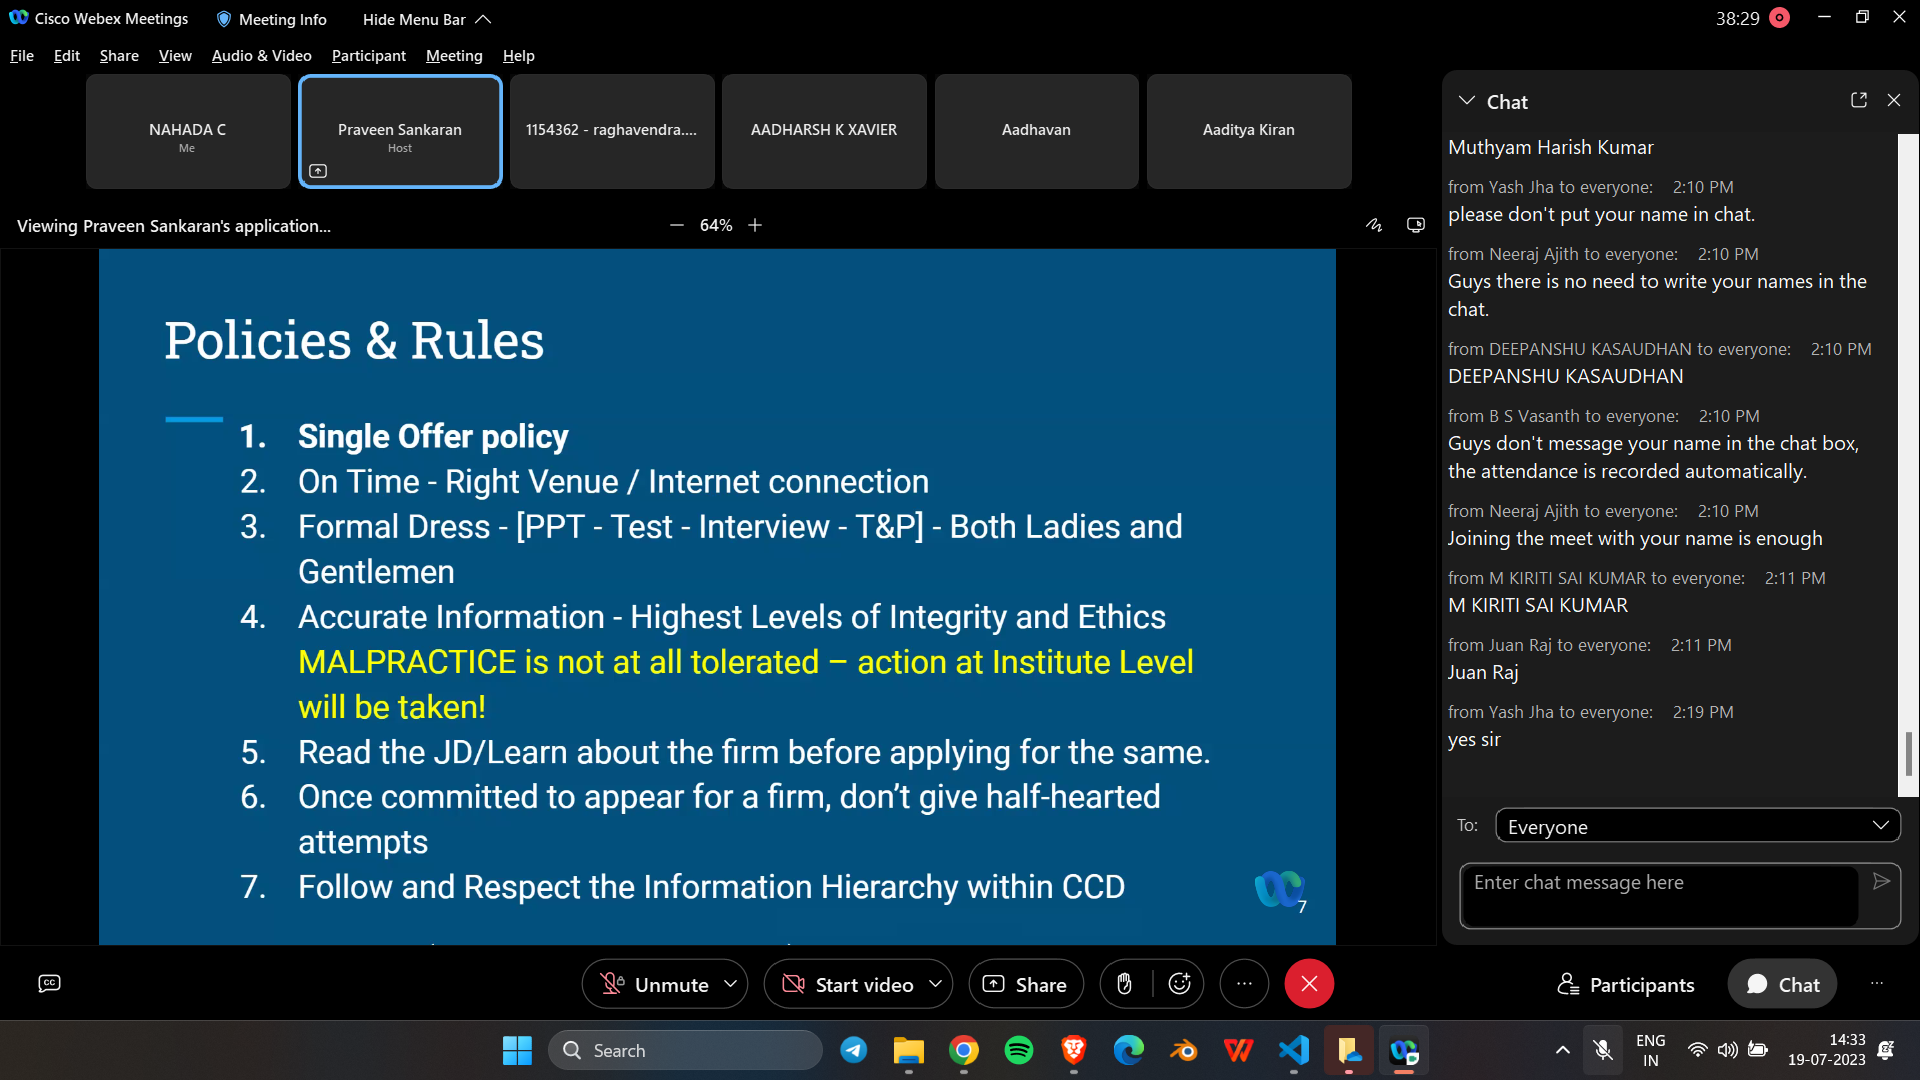 Cisco Webex Meetings
Meeting Info
Hide Menu Bar
38:29
File Edit Share View Audio & Video Participant Meeting Help
NAHADA C
Me
Praveen Sankaran
Host
1154362 - raghavendra....
AADHARSH K XAVIER
Aadhavan
Aaditya Kiran
Viewing Praveen Sankaran's application...
64%
Policies & Rules
1. Single Offer policy
2. On Time - Right Venue / Internet connection
3. Formal Dress - [PPT - Test - Interview - T&P] - Both Ladies and
Gentlemen
4. Accurate Information - Highest Levels of Integrity and Ethics
MALPRACTICE is not at all tolerated – action at Institute Level
will be taken!
5. Read the JD/Learn about the firm before applying for the same.
6. Once committed to appear for a firm, don’t give half-hearted
attempts
7. Follow and Respect the Information Hierarchy within CCD
7
Chat
Muthyam Harish Kumar
from Yash Jha to everyone: 2:10 PM
please don't put your name in chat.
from Neeraj Ajith to everyone: 2:10 PM
Guys there is no need to write your names in the
chat.
from DEEPANSHU KASAUDHAN to everyone: 2:10 PM
DEEPANSHU KASAUDHAN
from B S Vasanth to everyone: 2:10 PM
Guys don't message your name in the chat box,
the attendance is recorded automatically.
from Neeraj Ajith to everyone: 2:10 PM
Joining the meet with your name is enough
from M KIRITI SAI KUMAR to everyone: 2:11 PM
M KIRITI SAI KUMAR
from Juan Raj to everyone: 2:11 PM
Juan Raj
from Yash Jha to everyone: 2:19 PM
yes sir
To: Everyone
Enter chat message here
CC
Unmute
Start video
Share
Participants
Chat
Search
ENG
IN
14:33
19-07-2023